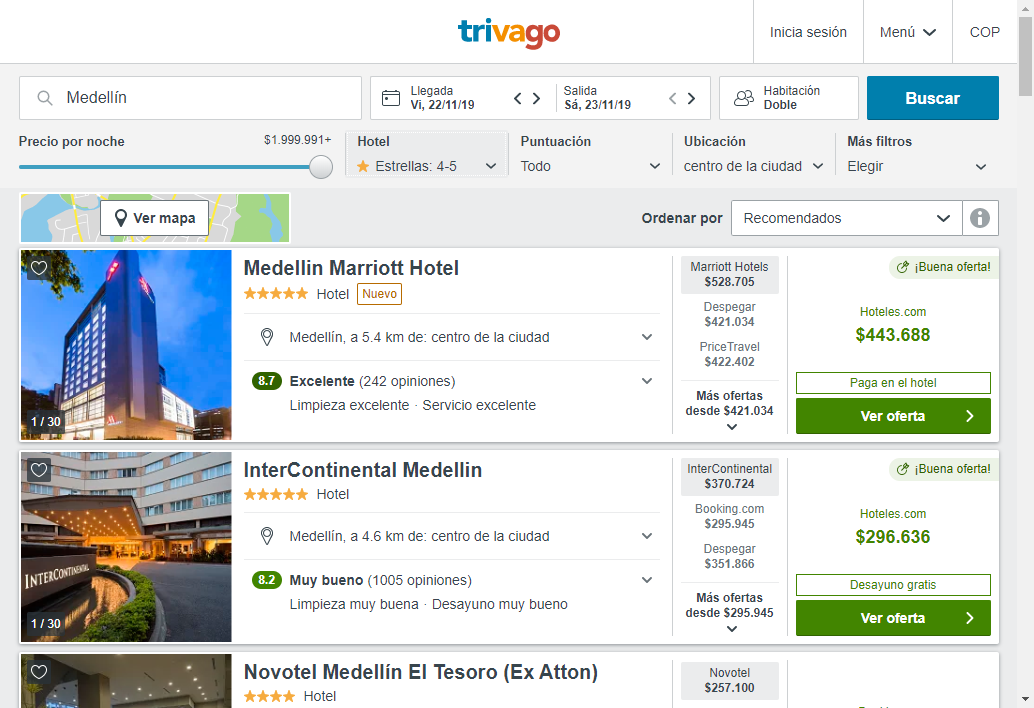 trivago
Inicia sesión
Menú
COP
Medellín
Llegada
Vi, 22/11/19
Salida
Sá, 23/11/19
Habitación
Doble
Buscar
Precio por noche
$1.999.991+
Hotel
Estrellas: 4-5
Puntuación
Todo
Ubicación
centro de la ciudad
Más filtros
Elegir
Ver mapa
Ordenar por
Recomendados
1 / 30
Medellin Marriott Hotel
Hotel
Nuevo
Medellín, a 5.4 km de: centro de la ciudad
8.7 Excelente (242 opiniones)
Limpieza excelente · Servicio excelente
Marriott Hotels
$528.705
Despegar
$421.034
PriceTravel
$422.402
Más ofertas
desde $421.034
¡Buena oferta!
Hoteles.com
$443.688
Paga en el hotel
Ver oferta
INTERCONTINENTAL
1 / 30
InterContinental Medellin
Hotel
Medellín, a 4.6 km de: centro de la ciudad
8.2 Muy bueno (1005 opiniones)
Limpieza muy buena · Desayuno muy bueno
InterContinental
$370.724
Booking.com
$295.945
Despegar
$351.866
Más ofertas
desde $295.945
¡Buena oferta!
Hoteles.com
$296.636
Desayuno gratis
Ver oferta
Novotel Medellín El Tesoro (Ex Atton)
Hotel
Novotel
$257.100